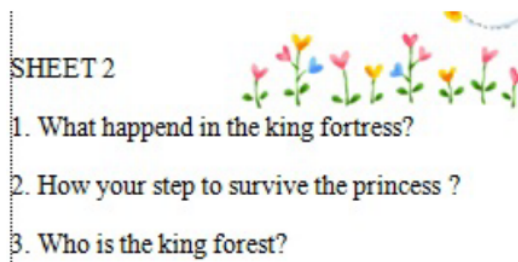 SHEET 2
1. What happend in the king fortress?
2. How your step to survive the princess ?
3. Who is the king forest?